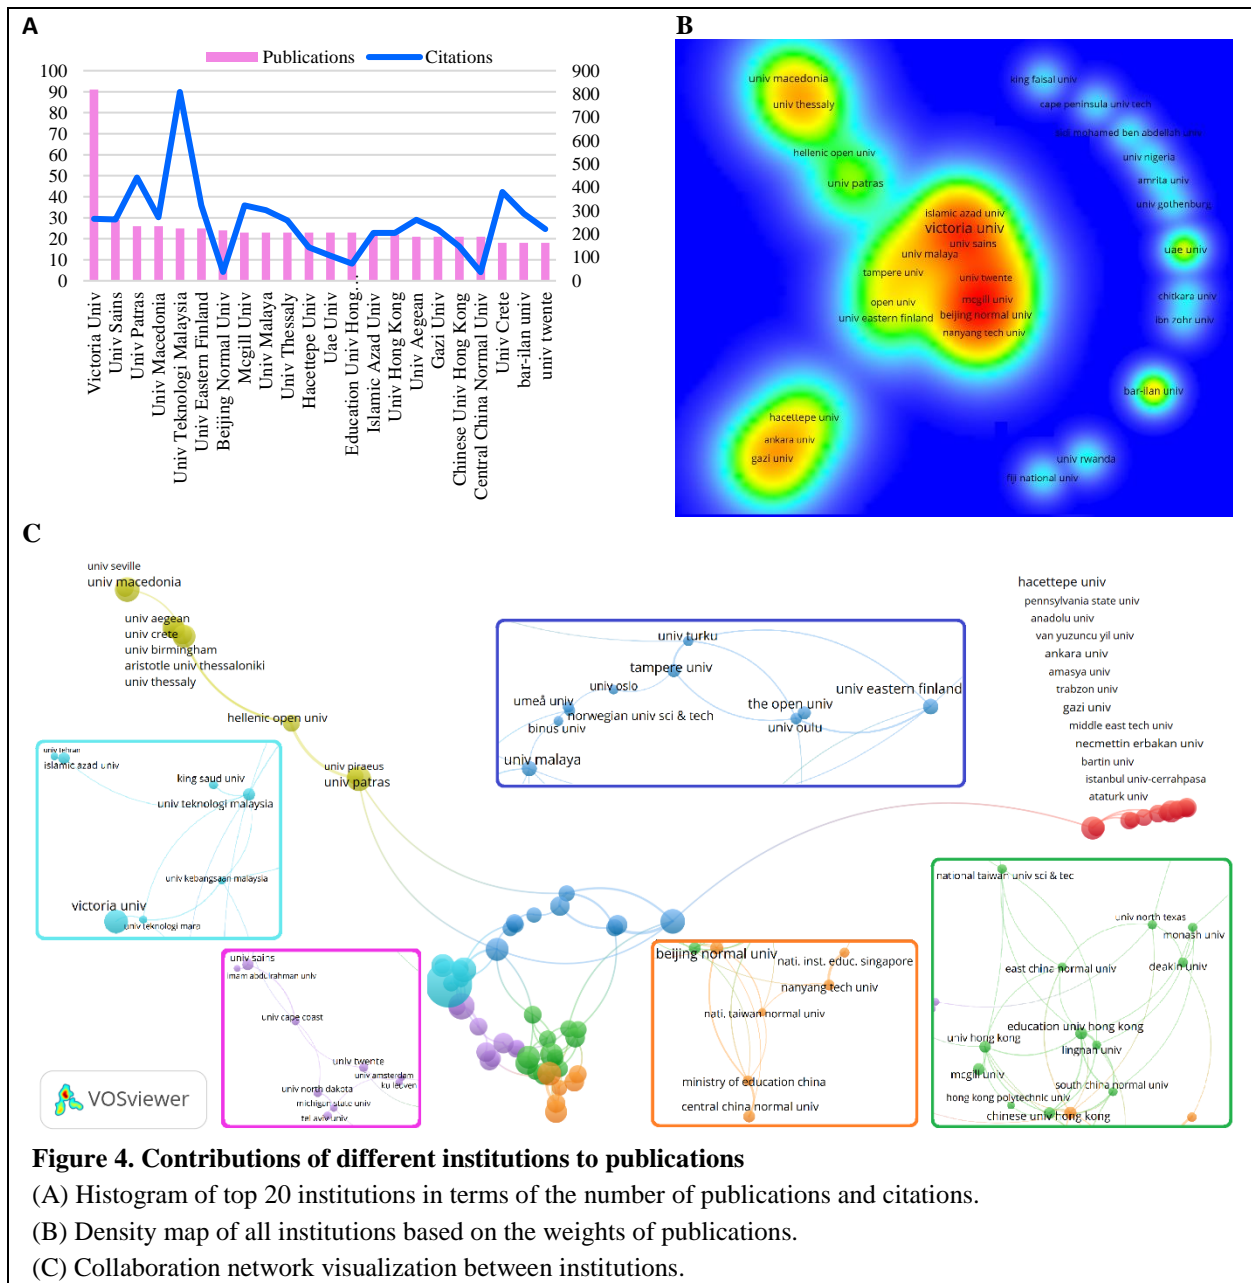 A
Publications Citations
100
90
80
70
60
50
40
30
20
10
0
900
800
700
600
500
400
300
200
100
0
Victoria Univ
Univ Sains
Univ Patras
Univ Macedonia
Univ Teknologi Malaysia
Univ Eastern Finland
Beijing Normal Univ
Mcgill Univ
Univ Malaya
Univ Thessaly
Hacettepe Univ
Uae Univ
Education Univ Hong…
Islamic Azad Univ
Univ Hong Kong
Univ Aegean
Gazi Univ
Chinese Univ Hong Kong
Central China Normal Univ
Univ Crete
bar-ilan univ
univ twente
B
univ macedonia
univ thessaly
hellenic open univ
univ patras
islamic azad univ
victoria univ
univ sains
univ malaya
tampere univ
univ twente
open univ
mcgill univ
univ eastern finland
beijing normal univ
nanyang tech univ
hacettepe univ
ankara univ
gazi univ
king faisal univ
cape peninsula univ tech
sidi mohamed ben abdellah univ
univ nigeria
amrita univ
univ gothenburg
uae univ
chitkara univ
ibn zohr univ
bar-ilan univ
univ rwanda
fiji national univ
C
univ seville
univ macedonia
univ aegean
univ crete
univ birmingham
aristotle univ thessaloniki
univ thessaly
hellenic open univ
univ piraeus
univ patras
univ turku
tampere univ
univ oslo
univ eastern finland
umeå univ
the open univ
norwegian univ sci & tech
binus univ
univ oulu
univ malaya
hacettepe univ
pennsylvania state univ
anadolu univ
van yuzuncu yil univ
ankara univ
amasya univ
trabzon univ
gazi univ
middle east tech univ
necmettin erbakan univ
bartin univ
istanbul univ-cerrahpasa
ataturk univ
univ tehran
islamic azad univ
king saud univ
univ teknologi malaysia
univ kebangsaan malaysia
victoria univ
univ teknologi mara
univ sains
imam abdulrahman univ
univ cape coast
univ twente
univ amsterdam
ku leuven
univ north dakota
michigan state univ
tel aviv univ
beijing normal univ
nati. inst. educ. singapore
nanyang tech univ
nati. taiwan normal univ
ministry of education china
central china normal univ
national taiwan univ sci & tec
univ north texas
monash univ
east china normal univ
deakin univ
education univ hong kong
univ hong kong
lingnan univ
mcgill univ
south china normal univ
hong kong polytechnic univ
chinese univ hong kong
VOSviewer
Figure 4. Contributions of different institutions to publications
(A) Histogram of top 20 institutions in terms of the number of publications and citations.
(B) Density map of all institutions based on the weights of publications.
(C) Collaboration network visualization between institutions.